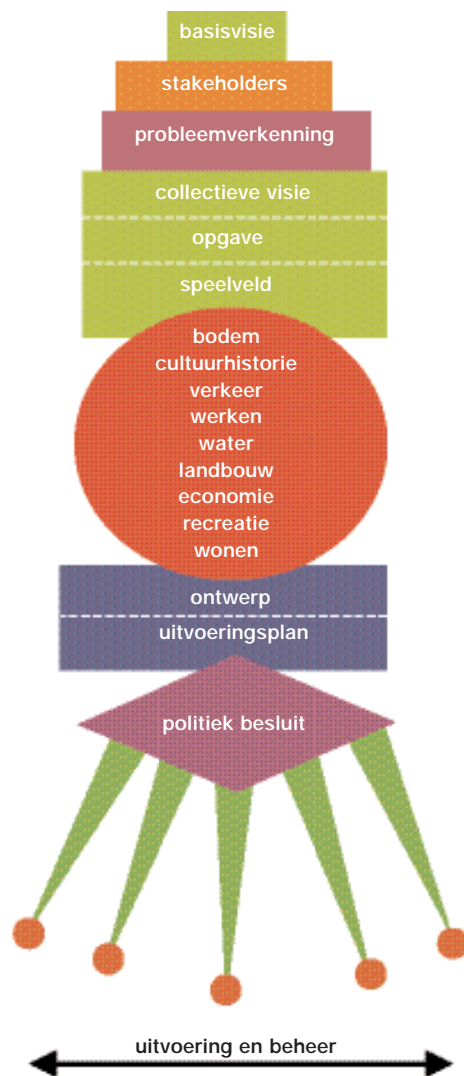 basisvisie
stakeholders
probleemverkenning
collectieve visie
opgave
speelveld
bodem
cultuurhistorie
verkeer
werken
water
landbouw
economie
recreatie
wonen
ontwerp
uitvoeringsplan
politiek besluit
uitvoering en beheer